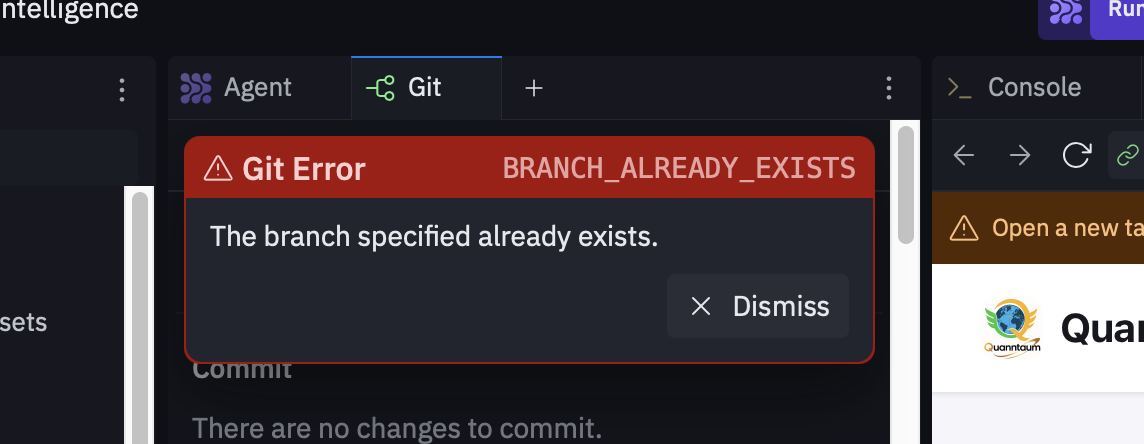 ntelligence
Run
Agent
Git
Console
Git Error
BRANCH_ALREADY_EXISTS
The branch specified already exists.
Dismiss
Open a new ta
sets
Quanntaum
Quan
Commit
There are no changes to commit.